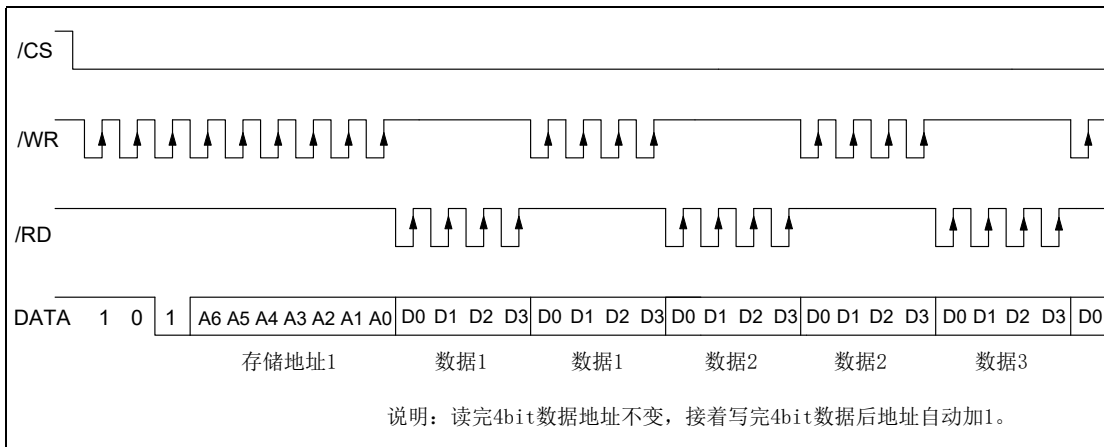 /CS
/WR
/RD
DATA 1 0 1 A6 A5 A4 A3 A2 A1 A0 D0 D1 D2 D3 D0 D1 D2 D3 D0 D1 D2 D3 D0 D1 D2 D3 D0 D1 D2 D3 D0
存储地址1 数据1 数据1 数据2 数据2 数据3
说明：读完4bit数据地址不变，接着写完4bit数据后地址自动加1。